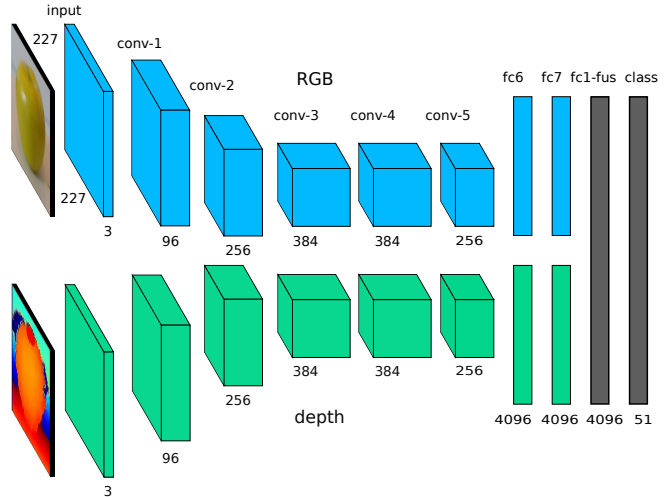 input
227
conv-1
conv-2
RGB
conv-3
conv-4
conv-5
fc6
fc7
fc1-fus
class
227
3
96
256
384
384
256
3
96
256
384
384
256
depth
4096
4096
4096
51